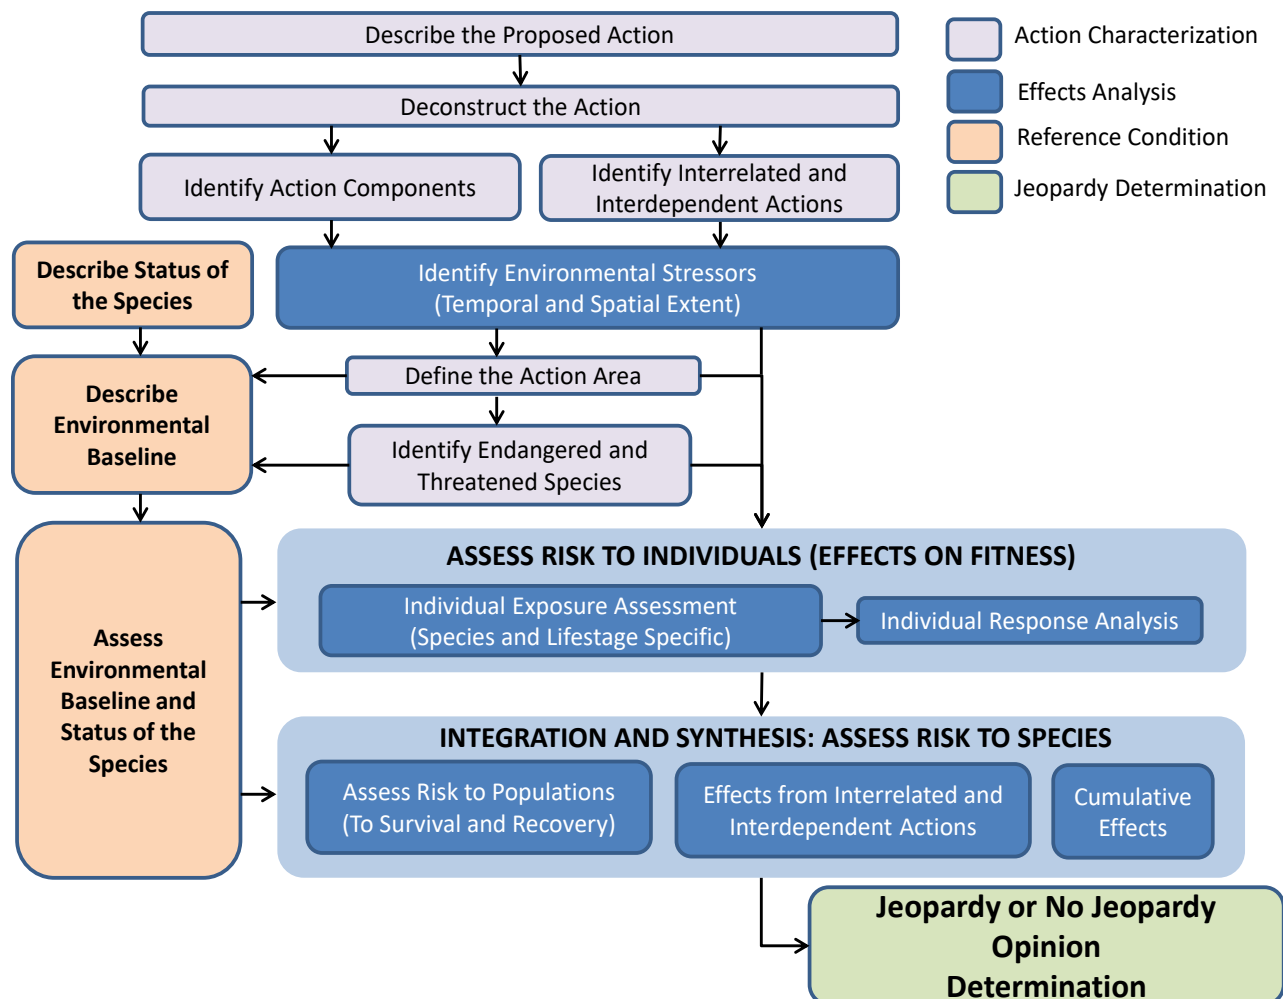 Describe the Proposed Action
Action Characterization
Deconstruct the Action
Effects Analysis
Reference Condition
Jeopardy Determination
Identify Action Components
Identify Interrelated and
Interdependent Actions
Describe Status of
the Species
Identify Environmental Stressors
(Temporal and Spatial Extent)
Define the Action Area
Describe
Environmental
Baseline
Identify Endangered and
Threatened Species
Assess
Environmental
Baseline and
Status of the
Species
ASSESS RISK TO INDIVIDUALS (EFFECTS ON FITNESS)
Individual Exposure Assessment
(Species and Lifestage Specific)
Individual Response Analysis
INTEGRATION AND SYNTHESIS: ASSESS RISK TO SPECIES
Assess Risk to Populations
(To Survival and Recovery)
Effects from Interrelated and
Interdependent Actions
Cumulative
Effects
Jeopardy or No Jeopardy
Opinion
Determination